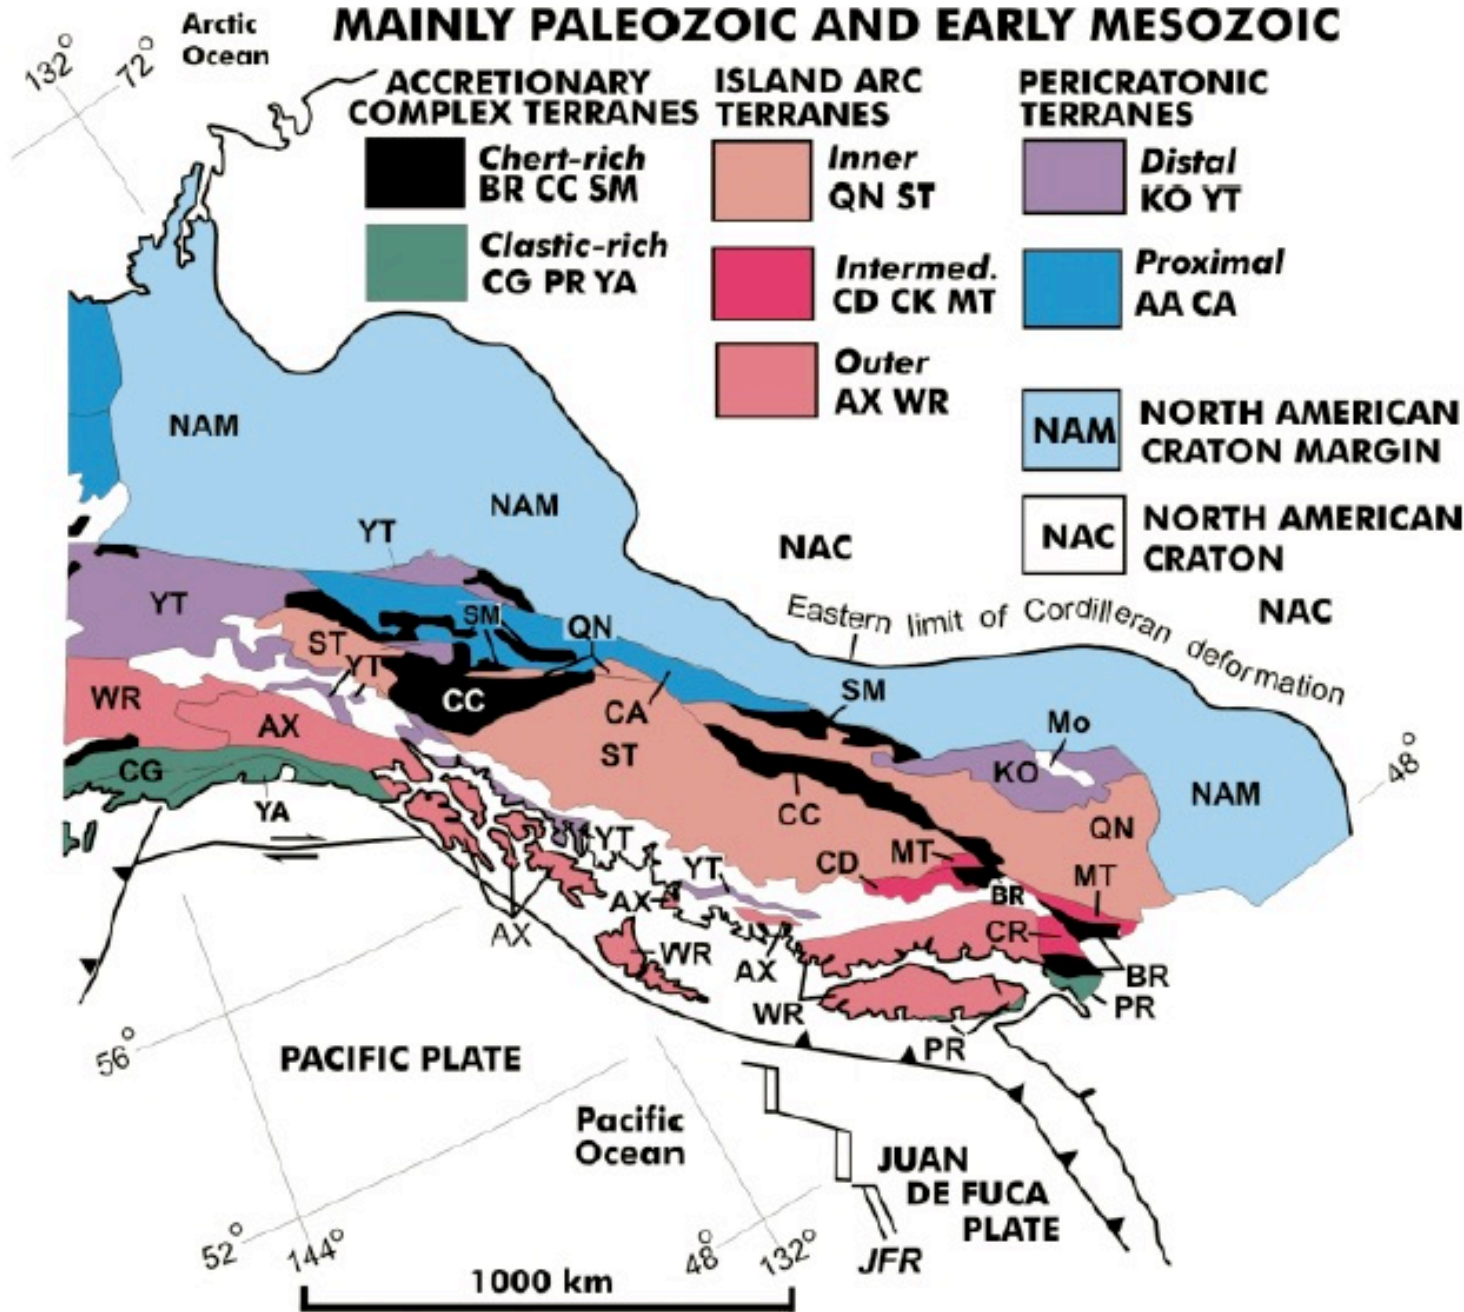 MAINLY PALEOZOIC AND EARLY MESOZOIC
Arctic
Ocean
132°
72°
ACCRETIONARY
COMPLEX TERRANES
Chert-rich
BR CC SM
Clastic-rich
CG PR YA
ISLAND ARC
TERRANES
Inner
QN ST
Intermed.
CD CK MT
Outer
AX WR
PERICRATONIC
TERRANES
Distal
KO YT
Proximal
AA CA
NAM
NORTH AMERICAN
CRATON MARGIN
NAC
NORTH AMERICAN
CRATON
NAM
NAM
NAC
NAC
Eastern limit of Cordilleran deformation
YT
YT
SM
QN
ST
YT
CC
CA
SM
Mo
48°
WR
AX
ST
KO
NAM
CG
YA
CC
QN
YT
MT
CD
YT
MT
BR
AX
AX
CR
WR
AX
BR
WR
PR
PR
56°
PACIFIC PLATE
Pacific
Ocean
JUAN
DE FUCA
PLATE
JFR
52°
144°
48°
132°
1000 km